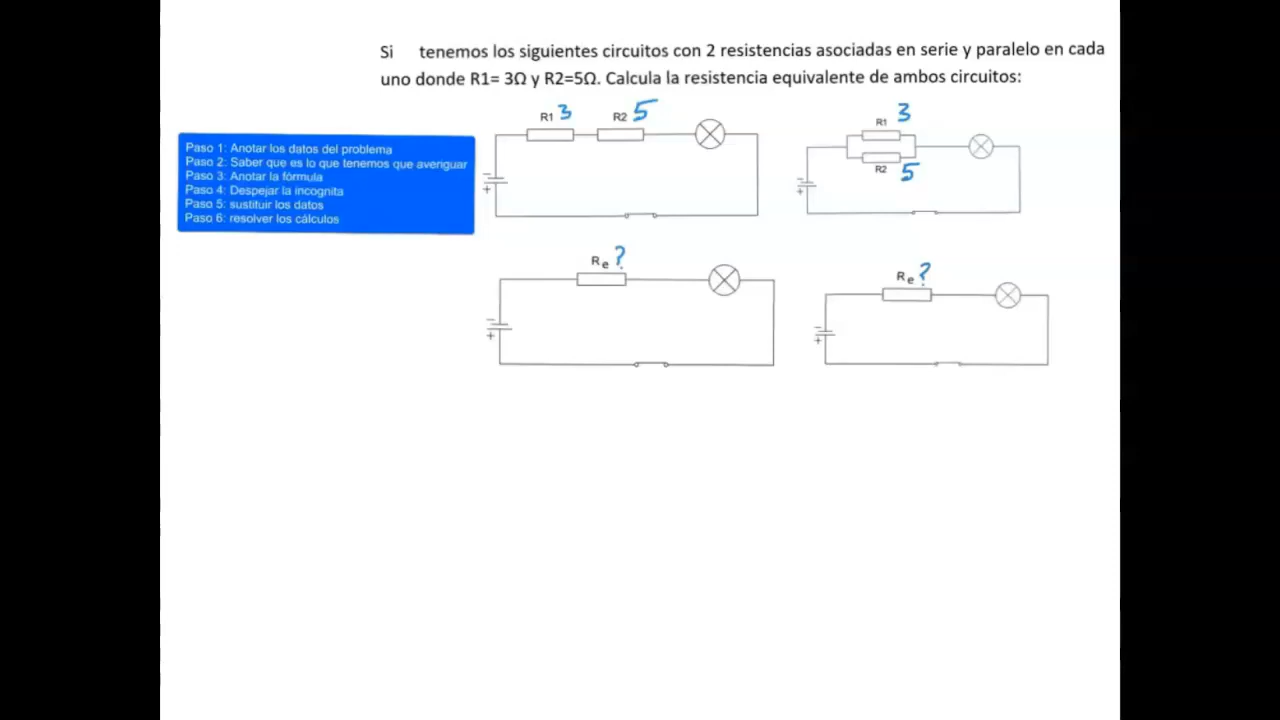 Si tenemos los siguientes circuitos con 2 resistencias asociadas en serie y paralelo en cada
uno donde R1= 3Ω y R2=5Ω. Calcula la resistencia equivalente de ambos circuitos:
Paso 1: Anotar los datos del problema
Paso 2: Saber que es lo que tenemos que averiguar
Paso 3: Anotar la fórmula
Paso 4: Despejar la incognita
Paso 5: sustituir los datos
Paso 6: resolver los cálculos
R1 3 R2 5
- 
+
R1 3
R2 5
-
+
Re ?
-
+
Re ?
-
+